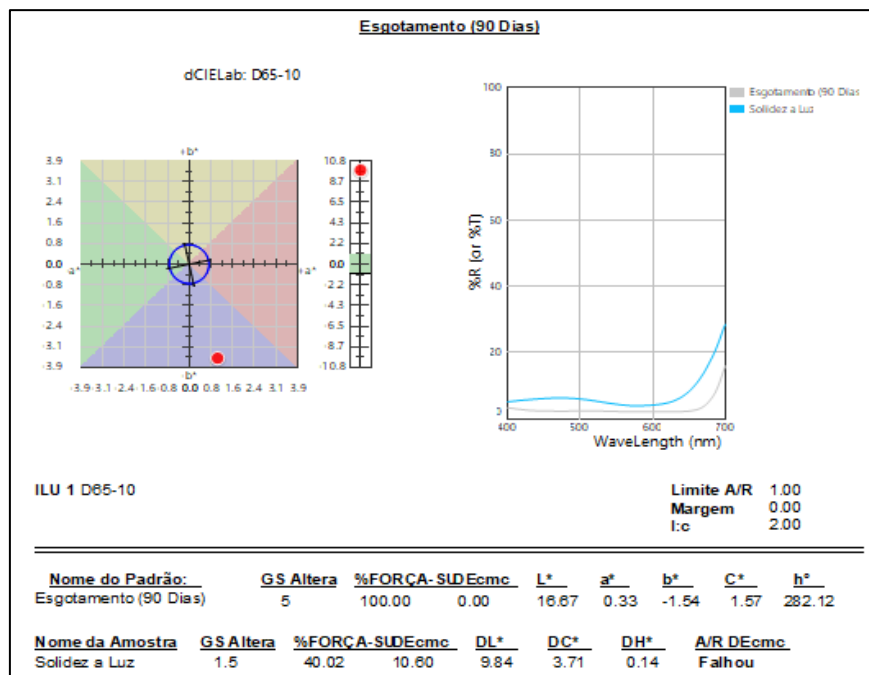 Esgotamento (90 Dias)
dCIELab: D65-10
+b*
3.9
3.1
2.4
1.6
0.8
0.0
-0.8
-1.6
-2.4
-3.1
-3.9
-a*
+a*
-b*
-3.9 -3.1 -2.4 -1.6 -0.8 0.0 0.8 1.6 2.4 3.1 3.9
10.8
8.7
6.5
4.3
2.2
0.0
-2.2
-4.3
-6.5
-8.7
-10.8
%R (or %T)
100
80
60
40
20
0
400 500 600 700
WaveLength (nm)
Esgotamento (90 Dias
Solidez a Luz
ILU 1 D65-10
Limite A/R 1.00
Margem 0.00
l:c 2.00
Nome do Padrão: GS Altera %FORÇA-SUDEcmc L* a* b* C* h°
Esgotamento (90 Dias) 5 100.00 0.00 16.67 0.33 -1.54 1.57 282.12
Nome da Amostra GS Altera %FORÇA-SUDEcmc DL* DC* DH* A/R DEcmc
Solidez a Luz 1.5 40.02 10.60 9.84 3.71 0.14 Falhou